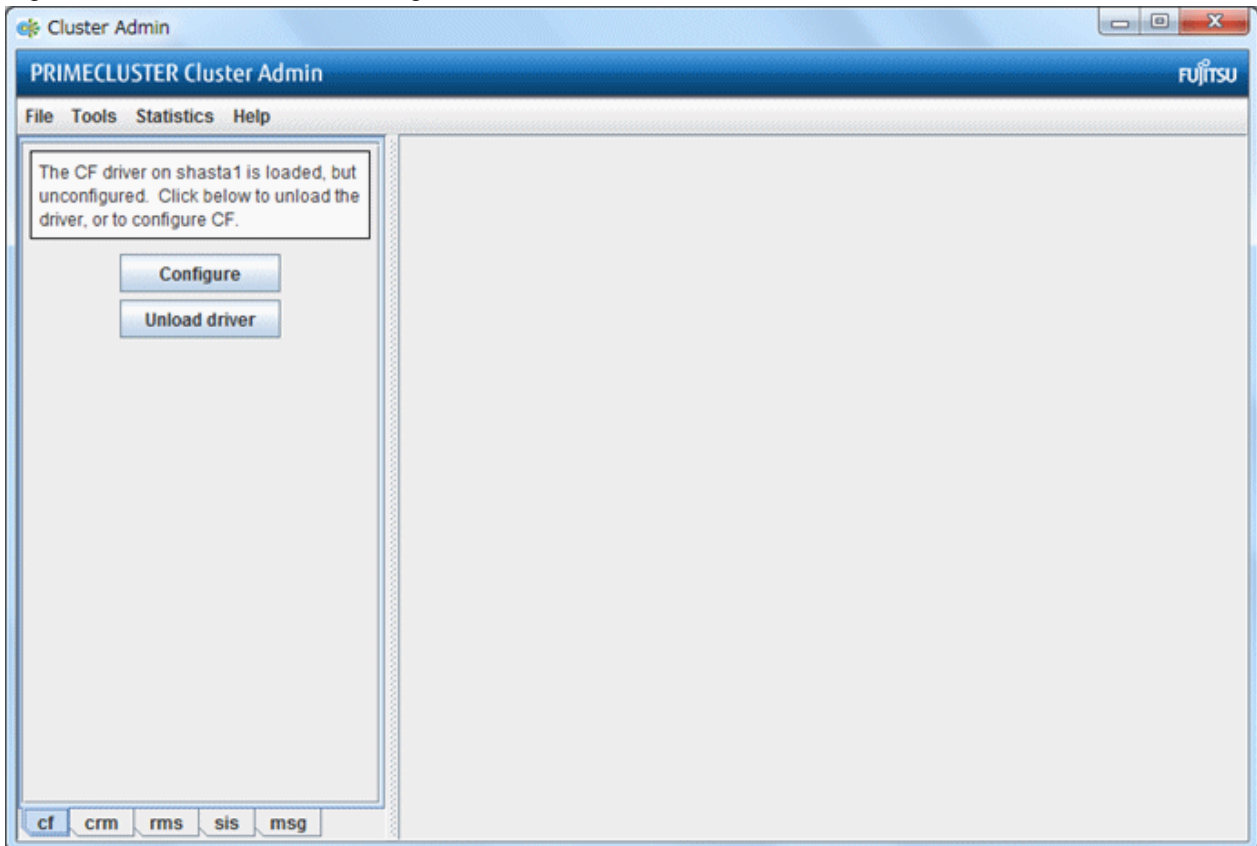 Cluster Admin
PRIMECLUSTER Cluster Admin
FUJITSU
File Tools Statistics Help
The CF driver on shasta1 is loaded, but
unconfigured. Click below to unload the
driver, or to configure CF.
Configure
Unload driver
cf crm rms sis msg